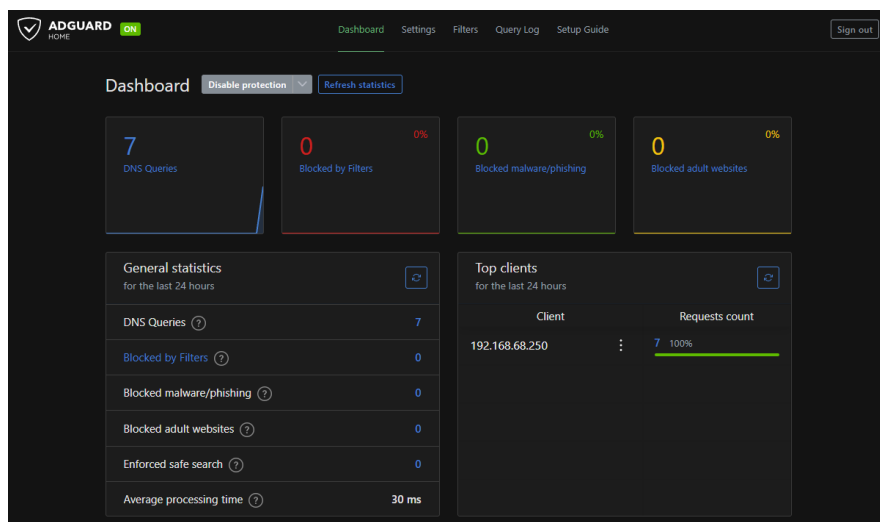 ADGUARD ON
HOME
Dashboard Settings Filters Query Log Setup Guide
Sign out
Dashboard Disable protection Refresh statistics
7
DNS Queries
0%
0
Blocked by Filters
0%
0
Blocked malware/phishing
0%
0
Blocked adult websites
General statistics
for the last 24 hours
DNS Queries ? 7
Blocked by Filters ? 0
Blocked malware/phishing ? 0
Blocked adult websites ? 0
Enforced safe search ? 0
Average processing time ? 30 ms
Top clients
for the last 24 hours
Client Requests count
192.168.68.250 7 100%